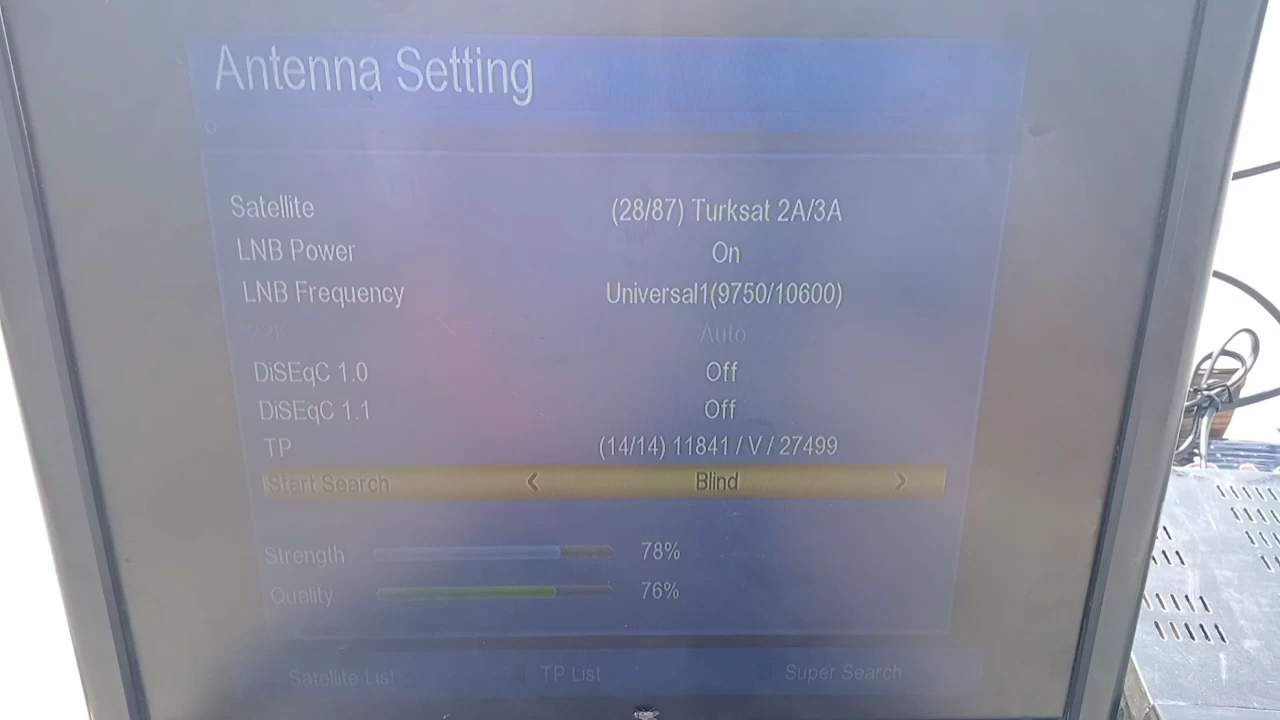 Antenna Setting
Satellite (28/87) Turksat 2A/3A
LNB Power On
LNB Frequency Universal1(9750/10600)
22K Auto
DiSEqC 1.0 Off
DiSEqC 1.1 Off
TP (14/14) 11841 / V / 27499
Start Search < Blind >
Strength 78%
Quality 76%
Satellite List TP List Super Search